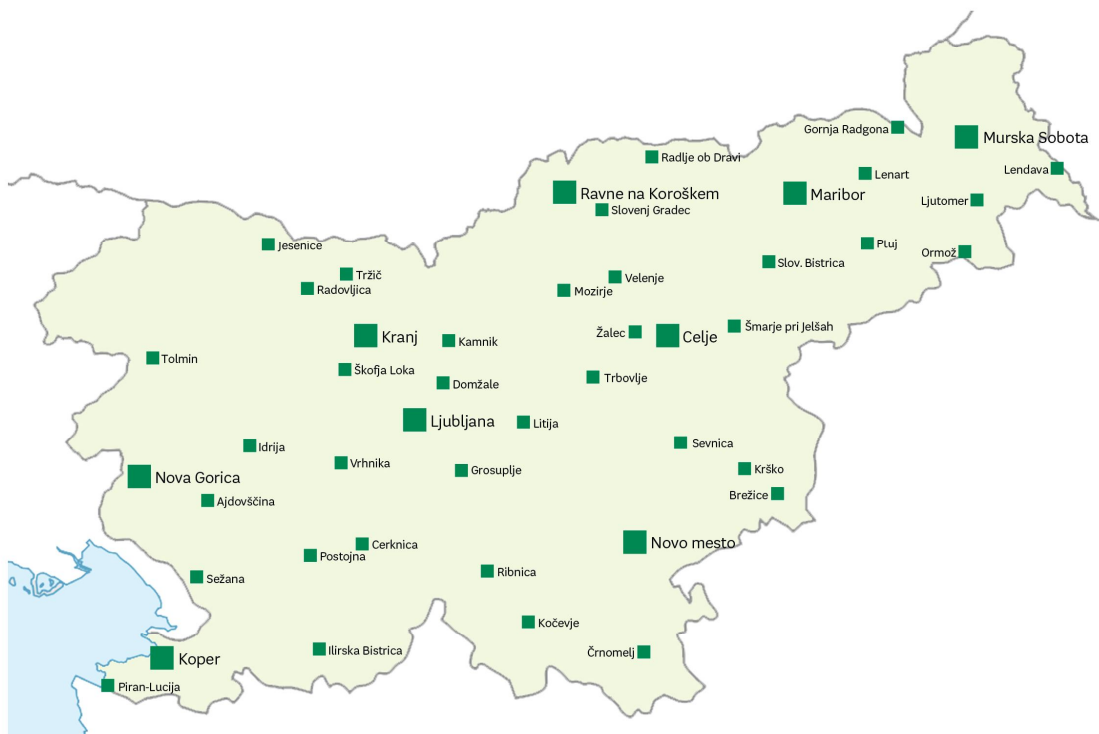 Gornja Radgona
Murska Sobota
Radlje ob Dravi
Lendava
Lenart
Ravne na Koroškem
Maribor
Ljutomer
Slovenj Gradec
Jesenice
Ptuj
Ormož
Slov. Bistrica
Tržič
Velenje
Radovljica
Mozirje
Šmarje pri Jelšah
Žalec
Celje
Kranj
Kamnik
Tolmin
Škofja Loka
Trbovlje
Domžale
Ljubljana
Litija
Sevnica
Idrija
Vrhnika
Krško
Grosuplje
Nova Gorica
Brežice
Ajdovščina
Novo mesto
Cerknica
Postojna
Ribnica
Sežana
Kočevje
Ilirska Bistrica
Črnomelj
Koper
Piran-Lucija